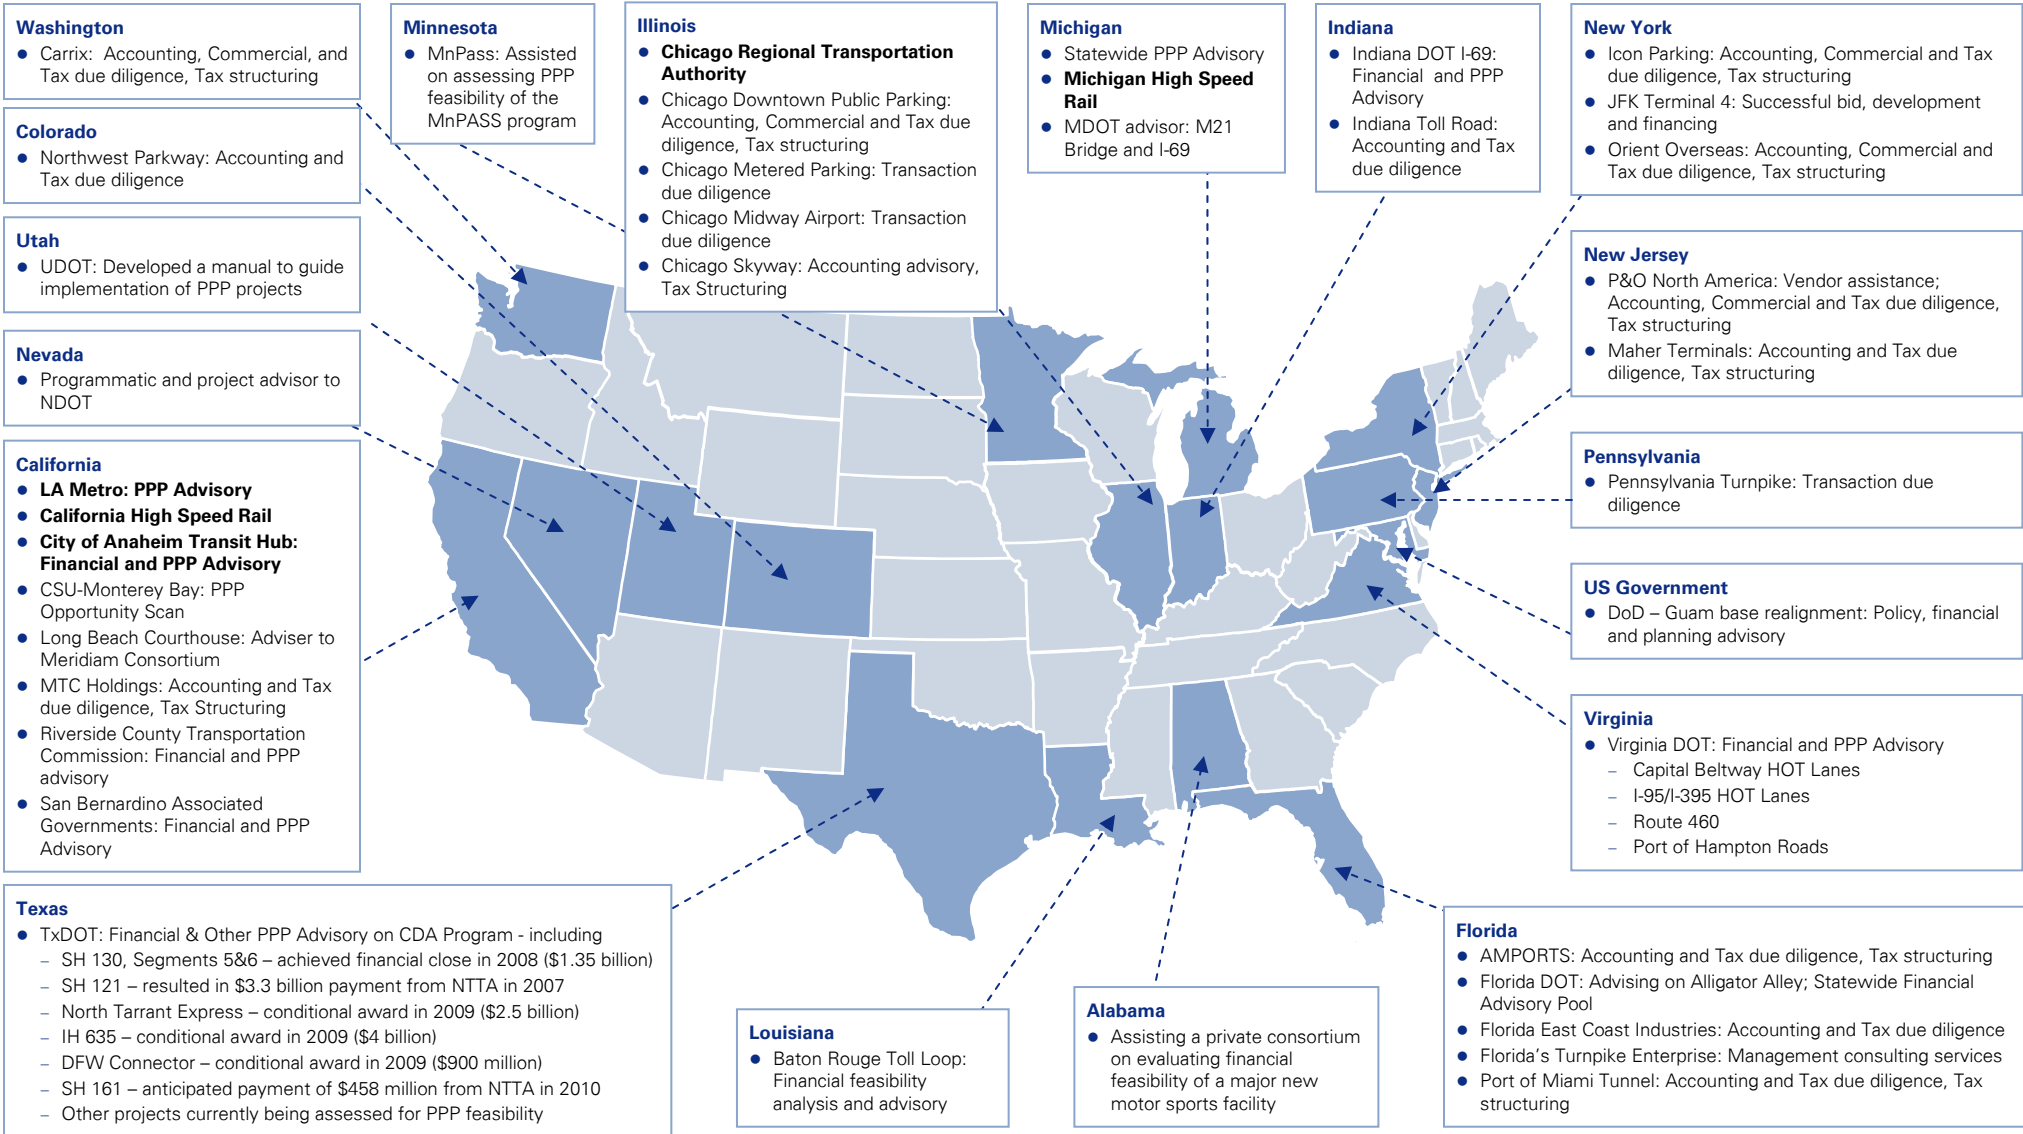 Washington
● Carrix: Accounting, Commercial, and
Tax due diligence, Tax structuring
Colorado
● Northwest Parkway: Accounting and
Tax due diligence
Utah
● UDOT: Developed a manual to guide
implementation of PPP projects
Nevada
● Programmatic and project advisor to
NDOT
California
● LA Metro: PPP Advisory
● California High Speed Rail
● City of Anaheim Transit Hub:
Financial and PPP Advisory
● CSU-Monterey Bay: PPP
Opportunity Scan
● Long Beach Courthouse: Adviser to
Meridiam Consortium
● MTC Holdings: Accounting and Tax
due diligence, Tax Structuring
● Riverside County Transportation
Commission: Financial and PPP
advisory
● San Bernardino Associated
Governments: Financial and PPP
Advisory
Texas
● TxDOT: Financial & Other PPP Advisory on CDA Program - including
– SH 130, Segments 5&6 – achieved financial close in 2008 ($1.35 billion)
– SH 121 – resulted in $3.3 billion payment from NTTA in 2007
– North Tarrant Express – conditional award in 2009 ($2.5 billion)
– IH 635 – conditional award in 2009 ($4 billion)
– DFW Connector – conditional award in 2009 ($900 million)
– SH 161 – anticipated payment of $458 million from NTTA in 2010
– Other projects currently being assessed for PPP feasibility
Minnesota
● MnPass: Assisted
on assessing PPP
feasibility of the
MnPASS program
Illinois
● Chicago Regional Transportation
Authority
● Chicago Downtown Public Parking:
Accounting, Commercial and Tax due
diligence, Tax structuring
● Chicago Metered Parking: Transaction
due diligence
● Chicago Midway Airport: Transaction
due diligence
● Chicago Skyway: Accounting advisory,
Tax Structuring
Michigan
● Statewide PPP Advisory
● Michigan High Speed
Rail
● MDOT advisor: M21
Bridge and I-69
Indiana
● Indiana DOT I-69:
Financial and PPP
Advisory
● Indiana Toll Road:
Accounting and Tax
due diligence
New York
● Icon Parking: Accounting, Commercial and Tax
due diligence, Tax structuring
● JFK Terminal 4: Successful bid, development
and financing
● Orient Overseas: Accounting, Commercial and
Tax due diligence, Tax structuring
New Jersey
● P&O North America: Vendor assistance;
Accounting, Commercial and Tax due diligence,
Tax structuring
● Maher Terminals: Accounting and Tax due
diligence, Tax structuring
Pennsylvania
● Pennsylvania Turnpike: Transaction due
diligence
US Government
● DoD – Guam base realignment: Policy, financial
and planning advisory
Virginia
● Virginia DOT: Financial and PPP Advisory
– Capital Beltway HOT Lanes
– I-95/I-395 HOT Lanes
– Route 460
– Port of Hampton Roads
Louisiana
● Baton Rouge Toll Loop:
Financial feasibility
analysis and advisory
Alabama
● Assisting a private consortium
on evaluating financial
feasibility of a major new
motor sports facility
Florida
● AMPORTS: Accounting and Tax due diligence, Tax structuring
● Florida DOT: Advising on Alligator Alley; Statewide Financial
Advisory Pool
● Florida East Coast Industries: Accounting and Tax due diligence
● Florida’s Turnpike Enterprise: Management consulting services
● Port of Miami Tunnel: Accounting and Tax due diligence, Tax
structuring